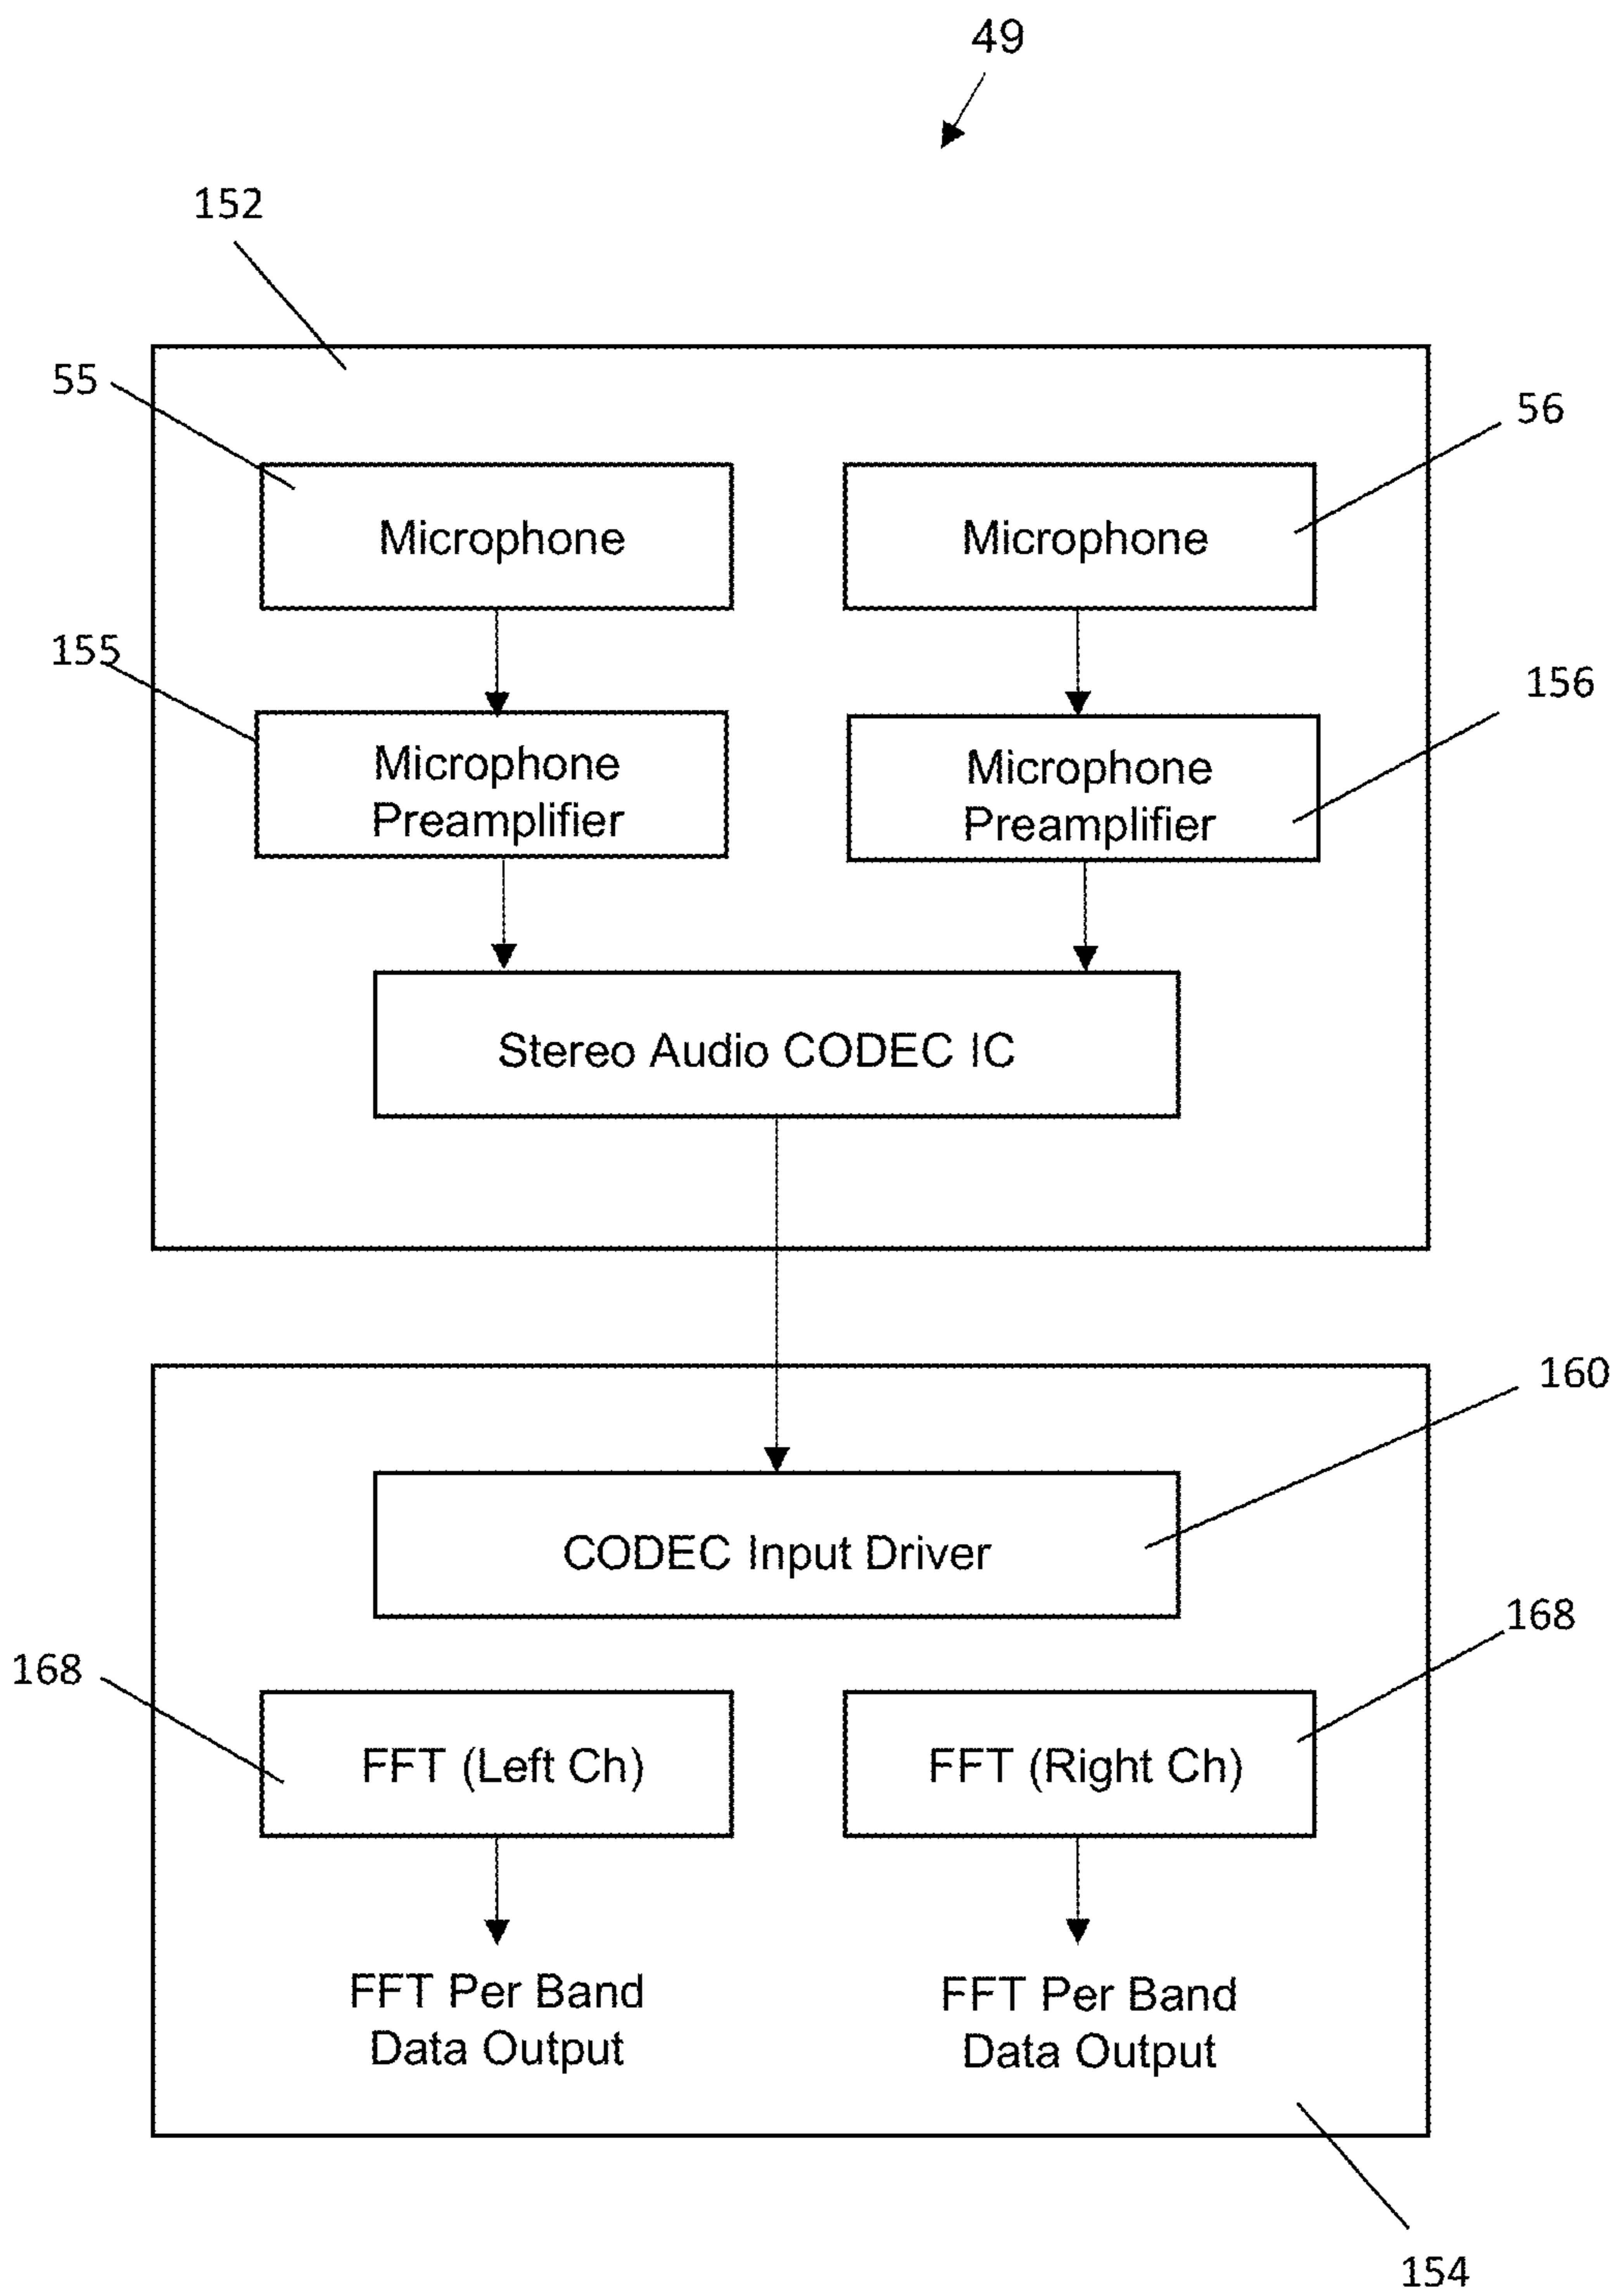 49
152
55
56
Microphone
Microphone
155
156
Microphone
Preamplifier
Microphone
Preamplifier
Stereo Audio CODEC IC
160
CODEC Input Driver
168
168
FFT (Left Ch)
FFT (Right Ch)
FFT Per Band
Data Output
FFT Per Band
Data Output
154